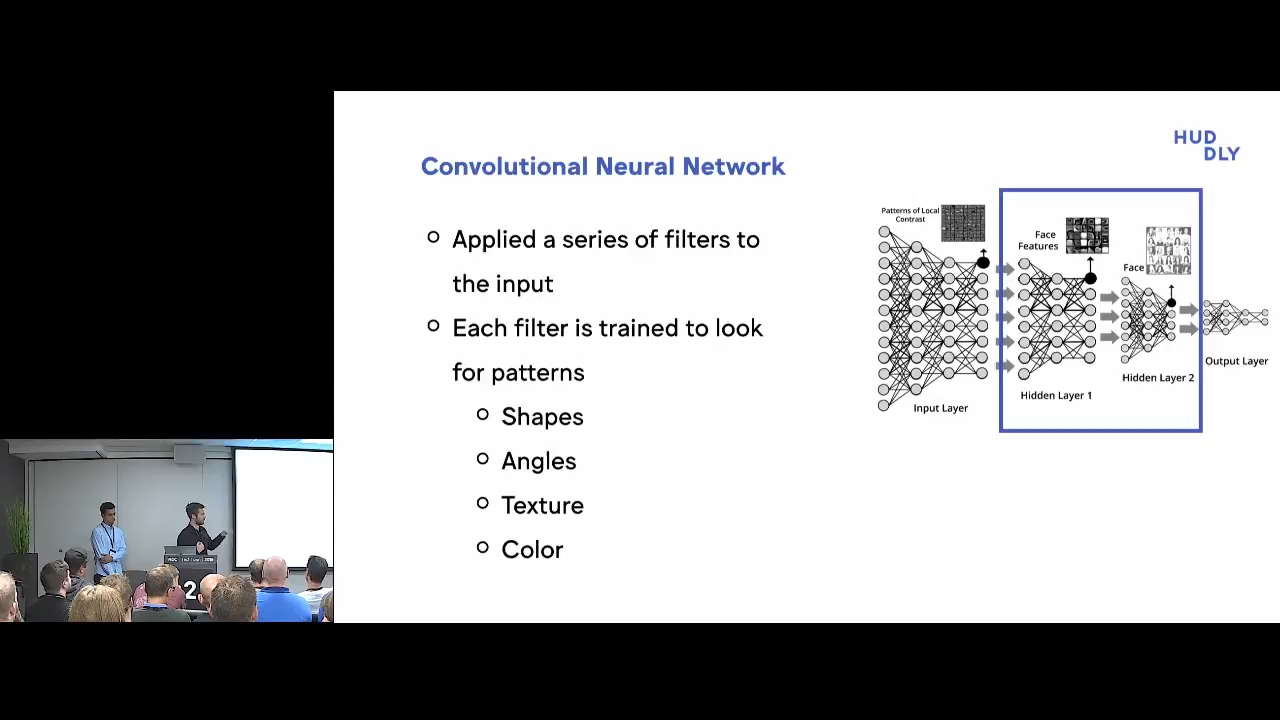 HUD
DLY
Convolutional Neural Network
Applied a series of filters to
the input
Each filter is trained to look
for patterns
Shapes
Angles
Texture
Color
Patterns of Local
Contrast
Face
Features
Face
Input Layer
Hidden Layer 1
Hidden Layer 2
Output Layer
2